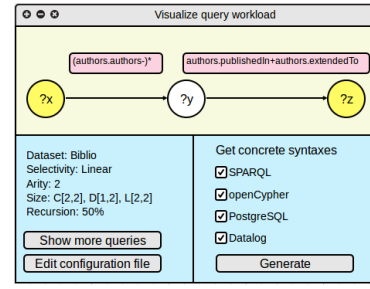 Visualize query workload
(authors.authors-)*
authors.publishedIn+authors.extendedTo
?x
?y
?z
Dataset: Biblio
Selectivity: Linear
Arity: 2
Size: C[2,2], D[1,2], L[2,2]
Recursion: 50%
Show more queries
Edit configuration file
Get concrete syntaxes
SPARQL
openCypher
PostgreSQL
Datalog
Generate